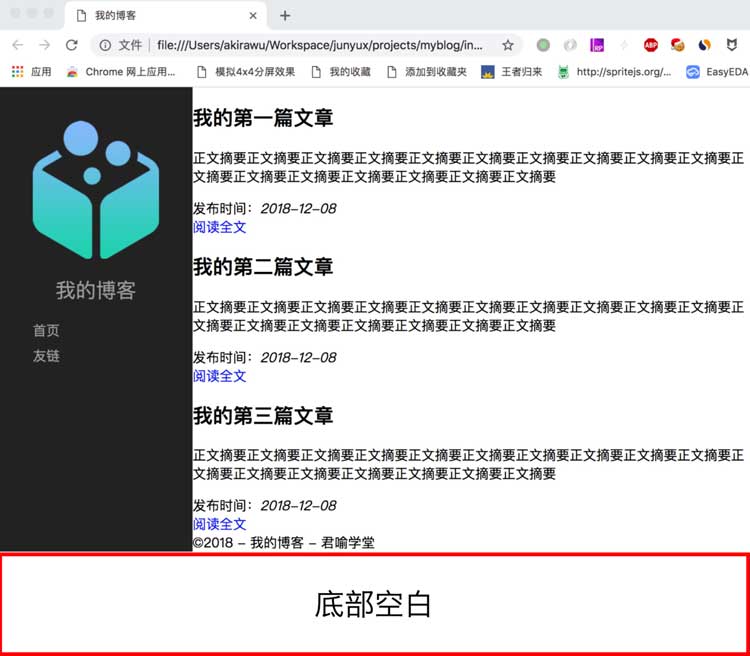 我的博客
文件 file:///Users/akirawu/Workspace/junyux/projects/myblog/in...
RP
ABP
应用 Chrome 网上应用... 模拟4x4分屏效果 我的收藏 添加到收藏夹 王者归来 http://spritejs.org/... EasyEDA
我的博客
首页
友链
我的第一篇文章
正文摘要正文摘要正文摘要正文摘要正文摘要正文摘要正文摘要正文摘要正文摘要正文摘要正
文摘要正文摘要正文摘要正文摘要正文摘要正文摘要正文摘要
发布时间：2018-12-08
阅读全文
我的第二篇文章
正文摘要正文摘要正文摘要正文摘要正文摘要正文摘要正文摘要正文摘要正文摘要正文摘要正
文摘要正文摘要正文摘要正文摘要正文摘要正文摘要正文摘要
发布时间：2018-12-08
阅读全文
我的第三篇文章
正文摘要正文摘要正文摘要正文摘要正文摘要正文摘要正文摘要正文摘要正文摘要正文摘要正
文摘要正文摘要正文摘要正文摘要正文摘要正文摘要正文摘要
发布时间：2018-12-08
阅读全文
©2018 – 我的博客 – 君喻学堂
底部空白